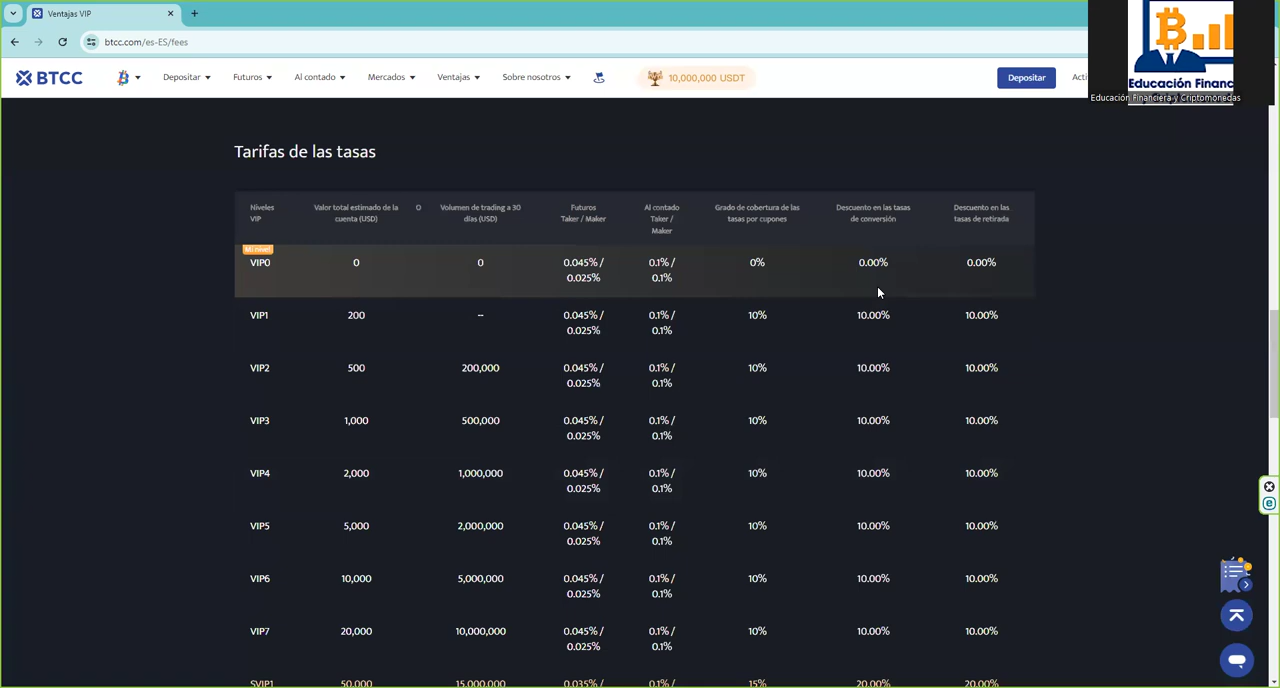 Ventajas VIP
btcc.com/es-ES/fees
BTCC
Depositar
Futuros
Al contado
Mercados
Ventajas
Sobre nosotros
10,000,000 USDT
Depositar
Educación Financ
Educación Financiera y Criptomonedas
Tarifas de las tasas
Niveles VIP
Valor total estimado de la cuenta (USD)
O
Volumen de trading a 30 días (USD)
Futuros Taker / Maker
Al contado Taker / Maker
Grado de cobertura de las tasas por cupones
Descuento en las tasas de conversión
Descuento en las tasas de retirada
Mi nivel
VIP0 0 0 0.045% / 0.025% 0.1% / 0.1% 0% 0.00% 0.00%
VIP1 200 -- 0.045% / 0.025% 0.1% / 0.1% 10% 10.00% 10.00%
VIP2 500 200,000 0.045% / 0.025% 0.1% / 0.1% 10% 10.00% 10.00%
VIP3 1,000 500,000 0.045% / 0.025% 0.1% / 0.1% 10% 10.00% 10.00%
VIP4 2,000 1,000,000 0.045% / 0.025% 0.1% / 0.1% 10% 10.00% 10.00%
VIP5 5,000 2,000,000 0.045% / 0.025% 0.1% / 0.1% 10% 10.00% 10.00%
VIP6 10,000 5,000,000 0.045% / 0.025% 0.1% / 0.1% 10% 10.00% 10.00%
VIP7 20,000 10,000,000 0.045% / 0.025% 0.1% / 0.1% 10% 10.00% 10.00%
SVIP1 50,000 15,000,000 0.035% / 0.1% / 15% 20.00% 20.00%